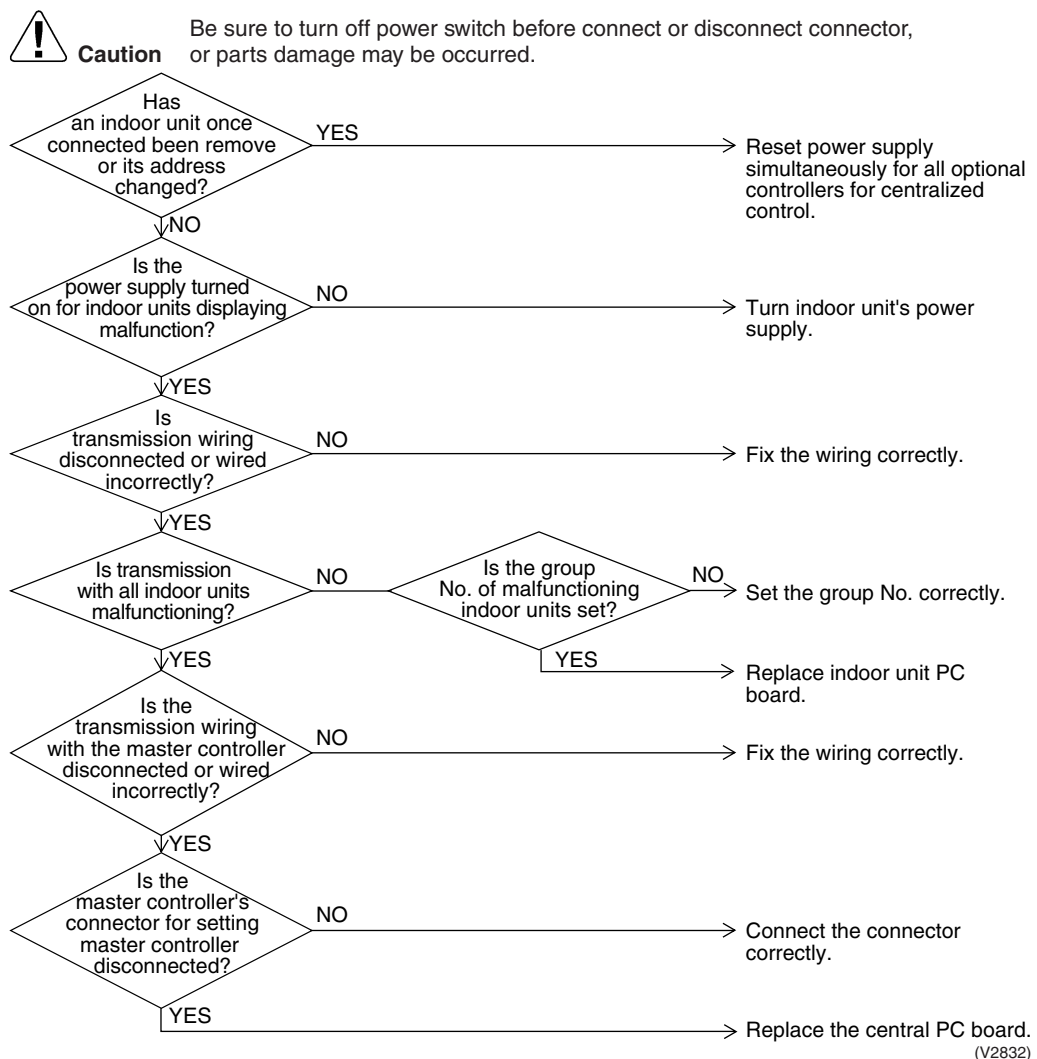 Be sure to turn off power switch before connect or disconnect connector,
Caution or parts damage may be occurred.
Has
an indoor unit once
connected been remove
or its address
changed?
YES
Reset power supply
simultaneously for all optional
controllers for centralized
control.
NO
Is the
power supply turned
on for indoor units displaying
malfunction?
NO
Turn indoor unit's power
supply.
YES
Is
transmission wiring
disconnected or wired
incorrectly?
NO
Fix the wiring correctly.
YES
Is transmission
with all indoor units
malfunctioning?
NO
Is the group
No. of malfunctioning
indoor units set?
NO
Set the group No. correctly.
YES
Replace indoor unit PC
board.
YES
Is the
transmission wiring
with the master controller
disconnected or wired
incorrectly?
NO
Fix the wiring correctly.
YES
Is the
master controller's
connector for setting
master controller
disconnected?
NO
Connect the connector
correctly.
YES
Replace the central PC board.
(V2832)